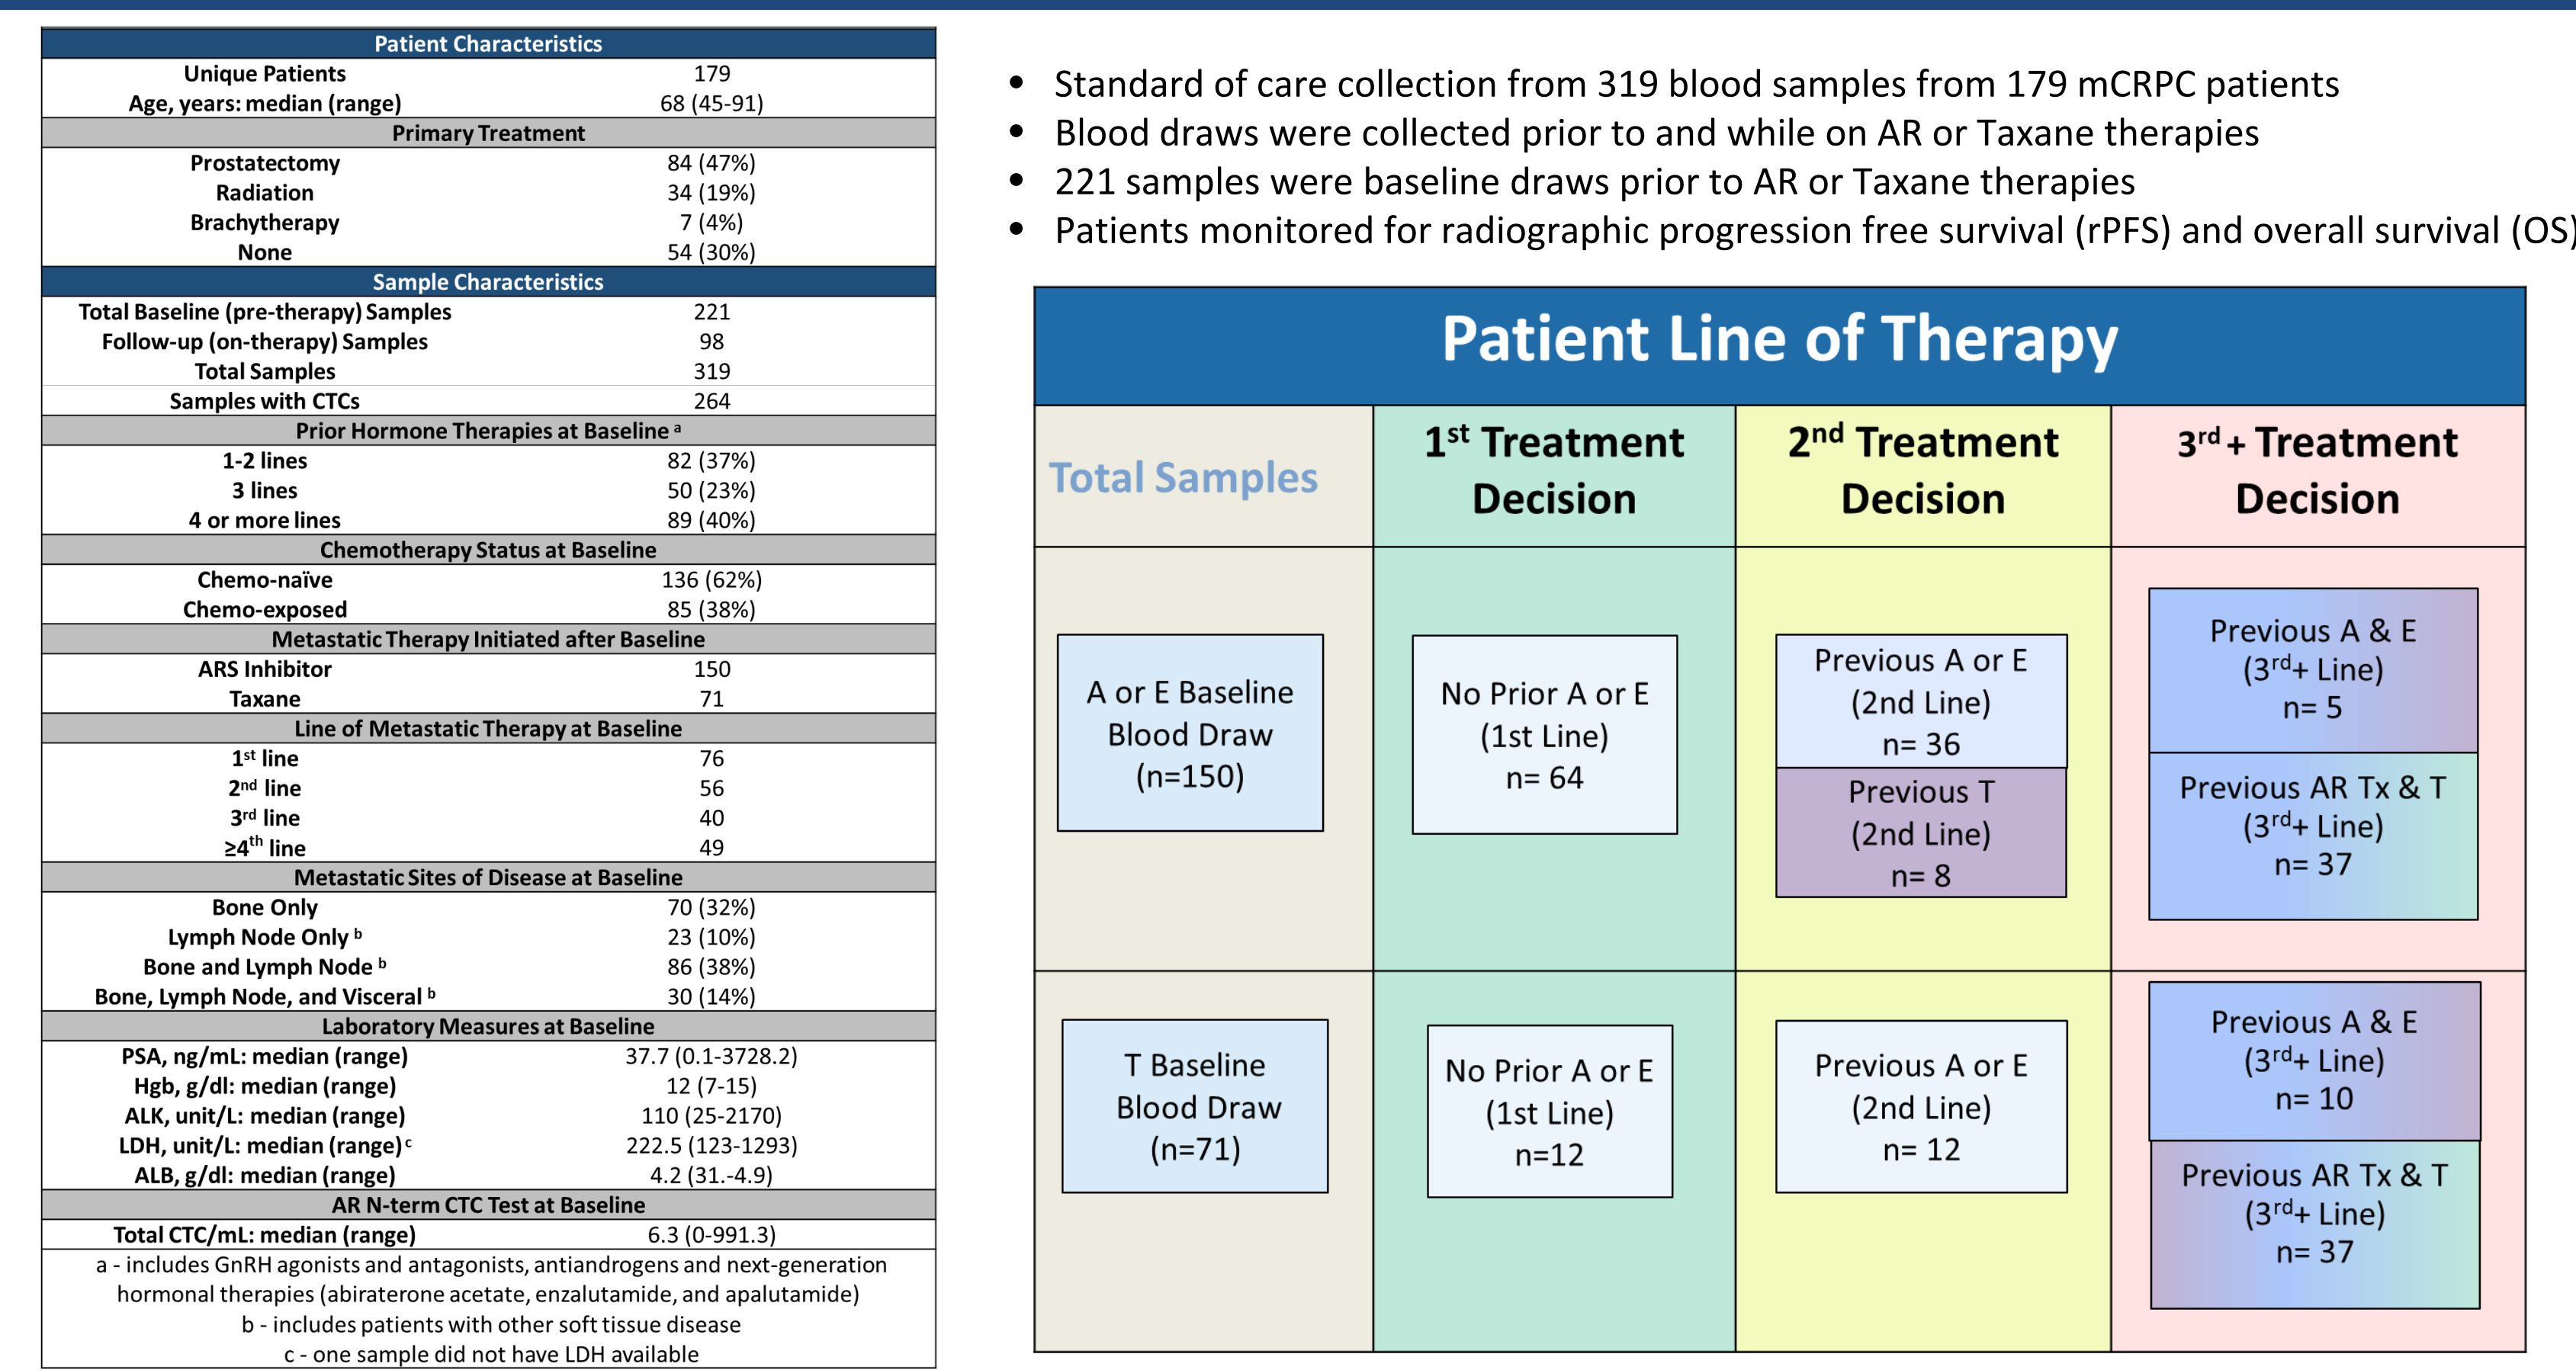 Patient Characteristics
Unique Patients 179
Age, years: median (range) 68 (45-91)
Primary Treatment
Prostatectomy 84 (47%)
Radiation 34 (19%)
Brachytherapy 7 (4%)
None 54 (30%)
Sample Characteristics
Total Baseline (pre-therapy) Samples 221
Follow-up (on-therapy) Samples 98
Total Samples 319
Samples with CTCs 264
Prior Hormone Therapies at Baseline ᵃ
1-2 lines 82 (37%)
3 lines 50 (23%)
4 or more lines 89 (40%)
Chemotherapy Status at Baseline
Chemo-naïve 136 (62%)
Chemo-exposed 85 (38%)
Metastatic Therapy Initiated after Baseline
ARS Inhibitor 150
Taxane 71
Line of Metastatic Therapy at Baseline
1st line 76
2nd line 56
3rd line 40
≥4th line 49
Metastatic Sites of Disease at Baseline
Bone Only 70 (32%)
Lymph Node Only ᵇ 23 (10%)
Bone and Lymph Node ᵇ 86 (38%)
Bone, Lymph Node, and Visceral ᵇ 30 (14%)
Laboratory Measures at Baseline
PSA, ng/mL: median (range) 37.7 (0.1-3728.2)
Hgb, g/dl: median (range) 12 (7-15)
ALK, unit/L: median (range) 110 (25-2170)
LDH, unit/L: median (range) ᶜ 222.5 (123-1293)
ALB, g/dl: median (range) 4.2 (31.-4.9)
AR N-term CTC Test at Baseline
Total CTC/mL: median (range) 6.3 (0-991.3)
a - includes GnRH agonists and antagonists, antiandrogens and next-generation
hormonal therapies (abiraterone acetate, enzalutamide, and apalutamide)
b - includes patients with other soft tissue disease
c - one sample did not have LDH available
• Standard of care collection from 319 blood samples from 179 mCRPC patients
• Blood draws were collected prior to and while on AR or Taxane therapies
• 221 samples were baseline draws prior to AR or Taxane therapies
• Patients monitored for radiographic progression free survival (rPFS) and overall survival (OS)
Patient Line of Therapy
Total Samples
1st Treatment
Decision
2nd Treatment
Decision
3rd + Treatment
Decision
A or E Baseline
Blood Draw
(n=150)
No Prior A or E
(1st Line)
n= 64
Previous A or E
(2nd Line)
n= 36
Previous T
(2nd Line)
n= 8
Previous A & E
(3rd+ Line)
n= 5
Previous AR Tx & T
(3rd+ Line)
n= 37
T Baseline
Blood Draw
(n=71)
No Prior A or E
(1st Line)
n=12
Previous A or E
(2nd Line)
n= 12
Previous A & E
(3rd+ Line)
n= 10
Previous AR Tx & T
(3rd+ Line)
n= 37